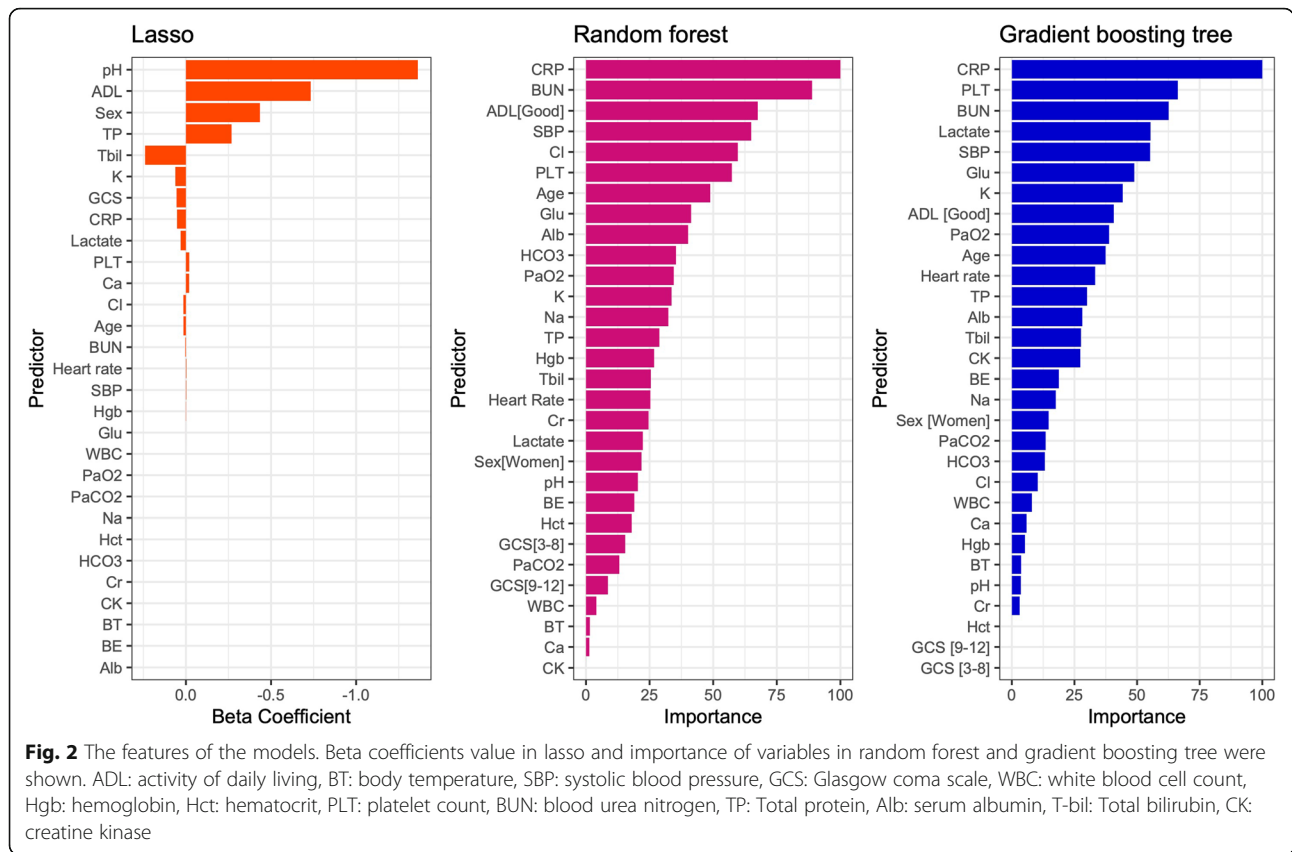 Lasso
pH
ADL
Sex
TP
Tbil
K
GCS
CRP
Lactate
PLT
Ca
Cl
Age
BUN
Heart rate
SBP
Hgb
Glu
WBC
PaO2
PaCO2
Na
Hct
HCO3
Cr
CK
BT
BE
Alb
Predictor
0.0 -0.5 -1.0
Beta Coefficient
Random forest
CRP
BUN
ADL[Good]
SBP
Cl
PLT
Age
Glu
Alb
HCO3
PaO2
K
Na
TP
Hgb
Tbil
Heart Rate
Cr
Lactate
Sex[Women]
pH
BE
Hct
GCS[3-8]
PaCO2
GCS[9-12]
WBC
BT
Ca
CK
Predictor
0 25 50 75 100
Importance
Gradient boosting tree
CRP
PLT
BUN
Lactate
SBP
Glu
K
ADL [Good]
PaO2
Age
Heart rate
TP
Alb
Tbil
CK
BE
Na
Sex [Women]
PaCO2
HCO3
Cl
WBC
Ca
Hgb
BT
pH
Cr
Hct
GCS [9-12]
GCS [3-8]
Predictor
0 25 50 75 100
Importance
Fig. 2 The features of the models. Beta coefficients value in lasso and importance of variables in random forest and gradient boosting tree were
shown. ADL: activity of daily living, BT: body temperature, SBP: systolic blood pressure, GCS: Glasgow coma scale, WBC: white blood cell count,
Hgb: hemoglobin, Hct: hematocrit, PLT: platelet count, BUN: blood urea nitrogen, TP: Total protein, Alb: serum albumin, T-bil: Total bilirubin, CK:
creatine kinase